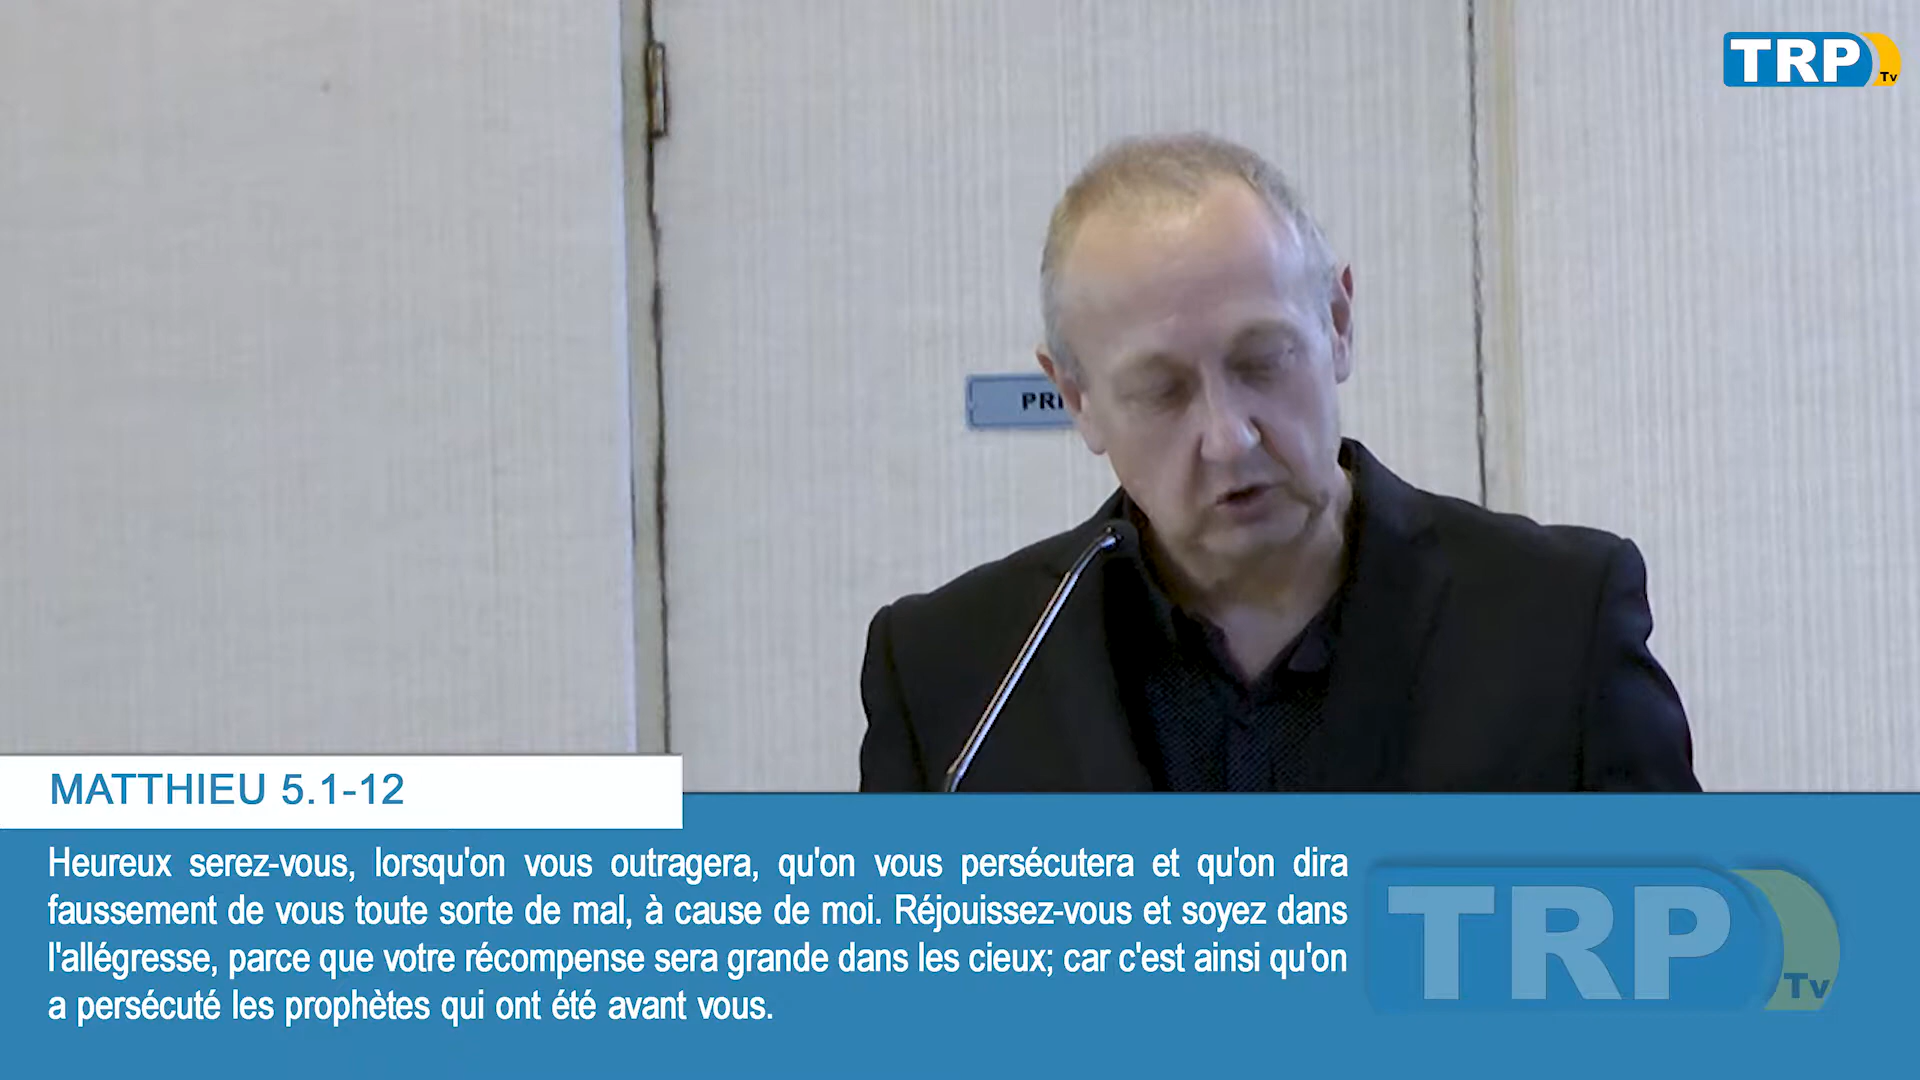 TRP
Tv
PRI
MATTHIEU 5.1-12
Heureux serez-vous, lorsqu'on vous outragera, qu'on vous persécutera et qu'on dira
faussement de vous toute sorte de mal, à cause de moi. Réjouissez-vous et soyez dans
l'allégresse, parce que votre récompense sera grande dans les cieux; car c'est ainsi qu'on
a persécuté les prophètes qui ont été avant vous.
TRP
Tv